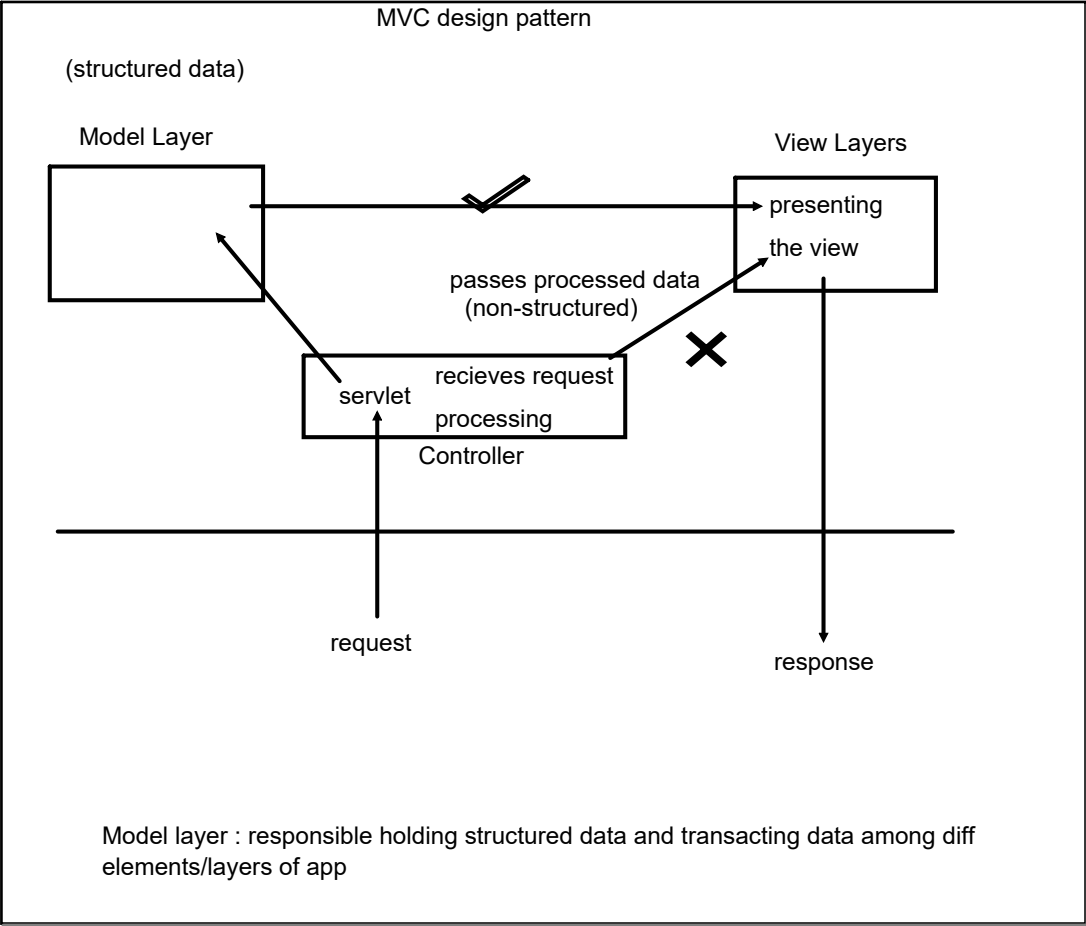 MVC design pattern
(structured data)
Model Layer
View Layers
presenting
the view
passes processed data
(non-structured)
recieves request
servlet
processing
Controller
request
response
Model layer : responsible holding structured data and transacting data among diff
elements/layers of app